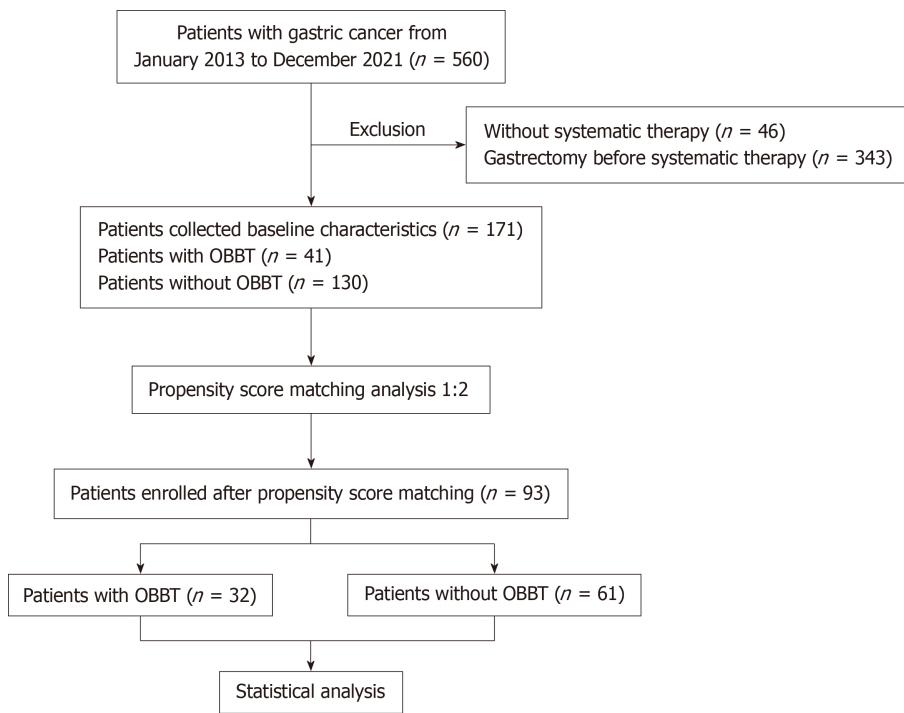 Patients with gastric cancer from
January 2013 to December 2021 (n = 560)
Exclusion
Without systematic therapy (n = 46)
Gastrectomy before systematic therapy (n = 343)
Patients collected baseline characteristics (n = 171)
Patients with OBBT (n = 41)
Patients without OBBT (n = 130)
Propensity score matching analysis 1:2
Patients enrolled after propensity score matching (n = 93)
Patients with OBBT (n = 32)
Patients without OBBT (n = 61)
Statistical analysis